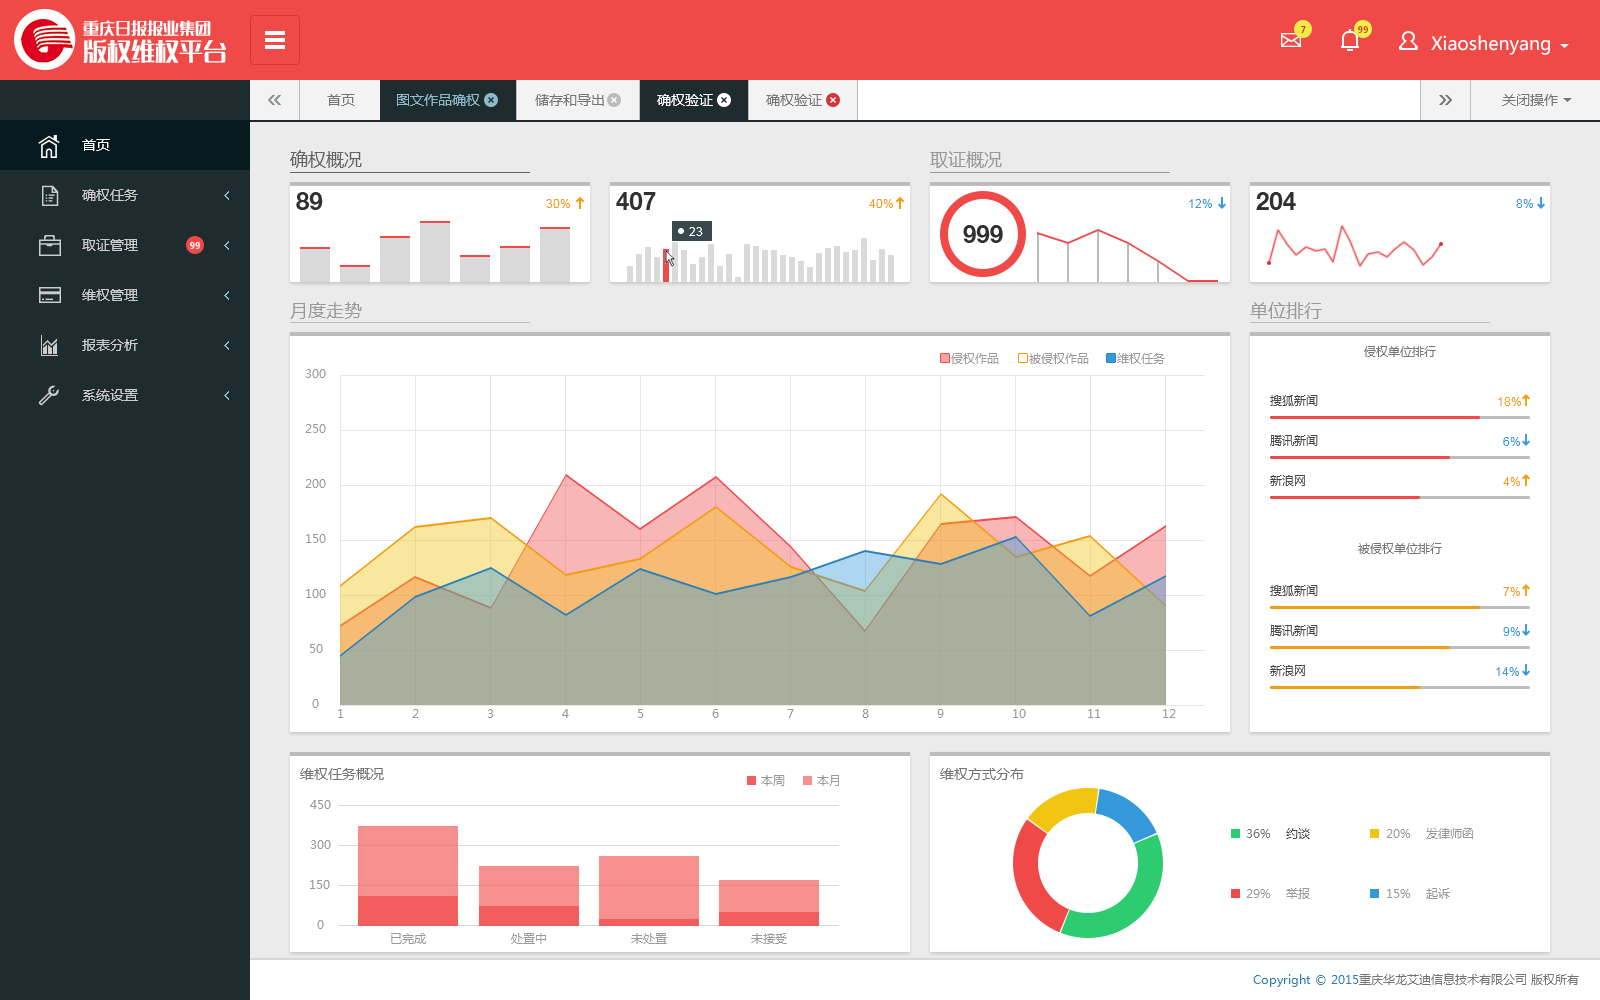 重庆日报报业集团
版权维权平台
7
99
Xiaoshenyang
首页
图文作品确权
储存和导出
确权验证
确权验证
关闭操作
首页
确权任务
取证管理
99
维权管理
报表分析
系统设置
确权概况
取证概况
89
30%
407
40%
23
999
12%
204
8%
月度走势
单位排行
侵权作品
被侵权作品
维权任务
300
250
200
150
100
50
0
1
2
3
4
5
6
7
8
9
10
11
12
侵权单位排行
搜狐新闻
18%
腾讯新闻
6%
新浪网
4%
被侵权单位排行
搜狐新闻
7%
腾讯新闻
9%
新浪网
14%
维权任务概况
本周
本月
450
300
150
0
已完成
处置中
未处置
未接受
维权方式分布
36% 约谈
20% 发律师函
29% 举报
15% 起诉
Copyright © 2015重庆华龙艾迪信息技术有限公司 版权所有